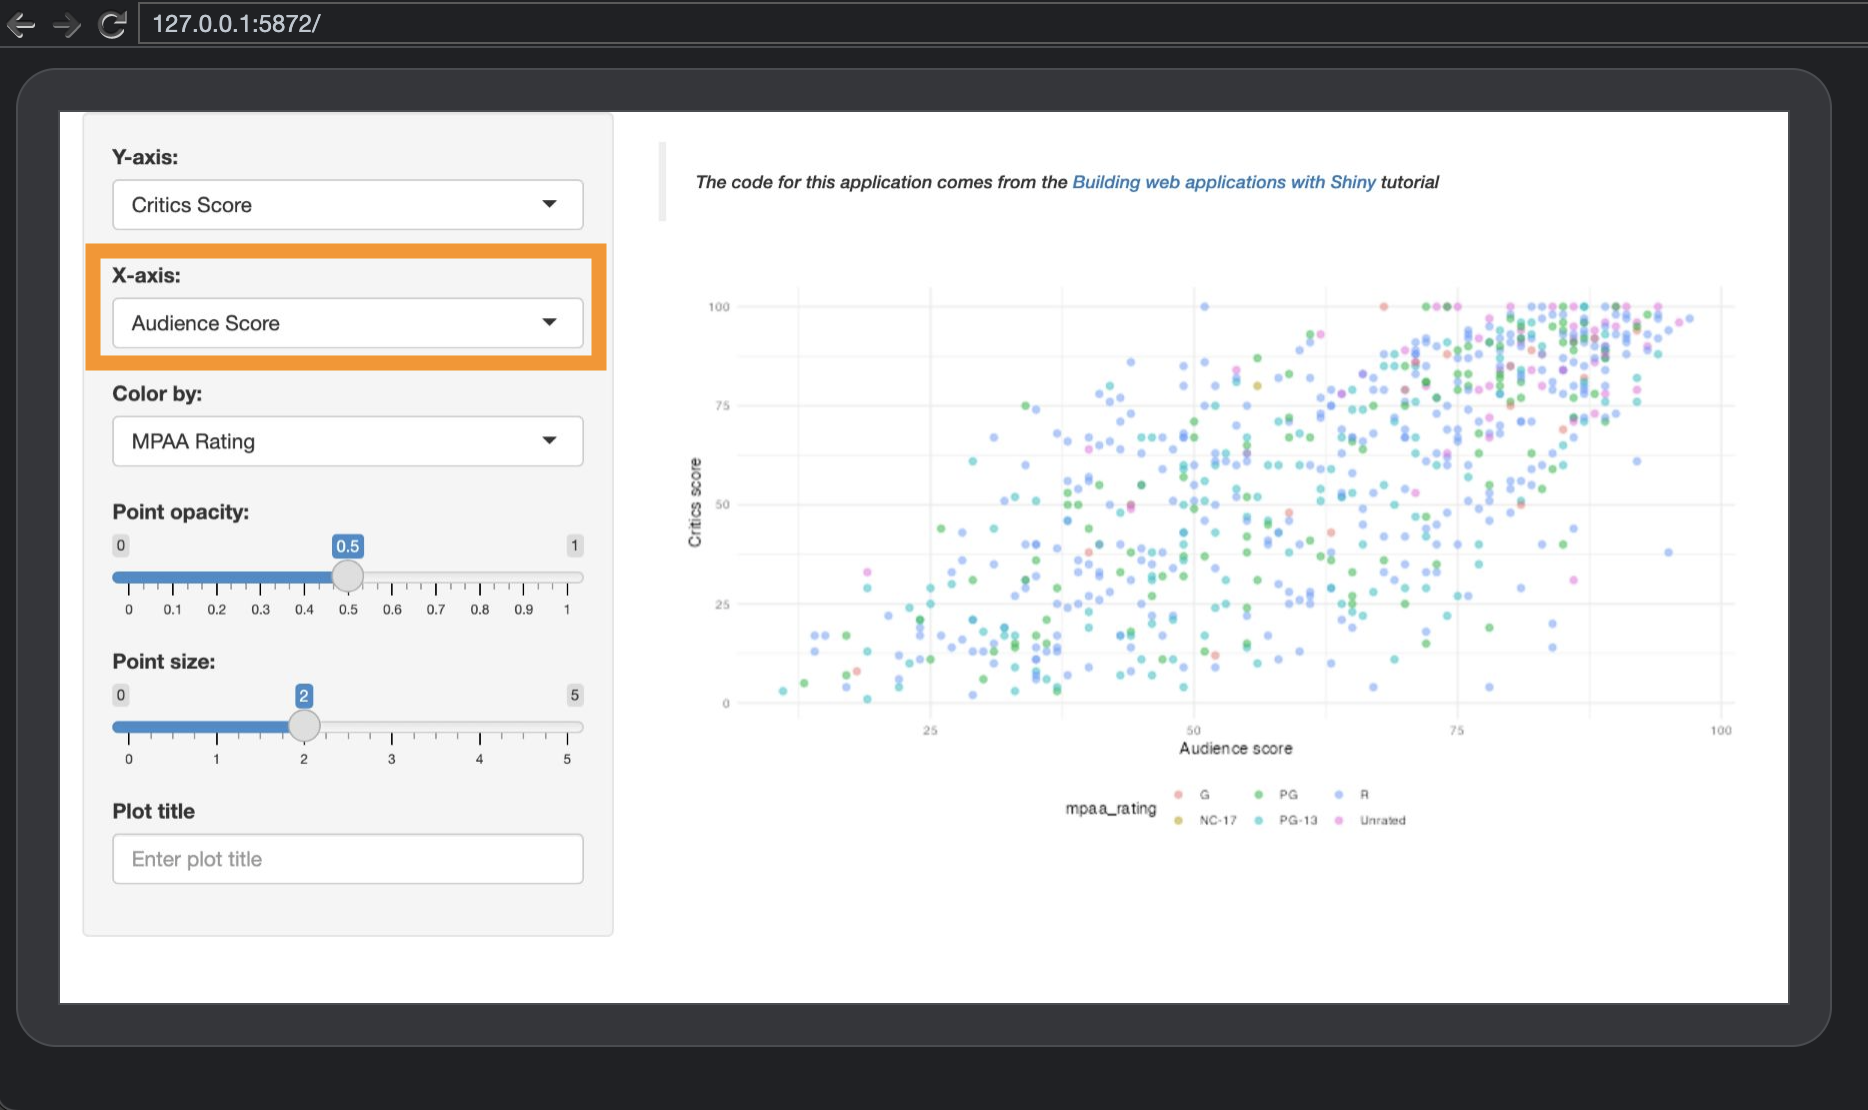 127.0.0.1:5872/
Y-axis:
Critics Score
X-axis:
Audience Score
Color by:
MPAA Rating
Point opacity:
0 0.5 1
0 0.1 0.2 0.3 0.4 0.5 0.6 0.7 0.8 0.9 1
Point size:
0 2 5
0 1 2 3 4 5
Plot title
Enter plot title
The code for this application comes from the Building web applications with Shiny tutorial
100
75
50
25
0
Critics score
25 50 75 100
Audience score
mpaa_rating
G PG R
NC-17 PG-13 Unrated